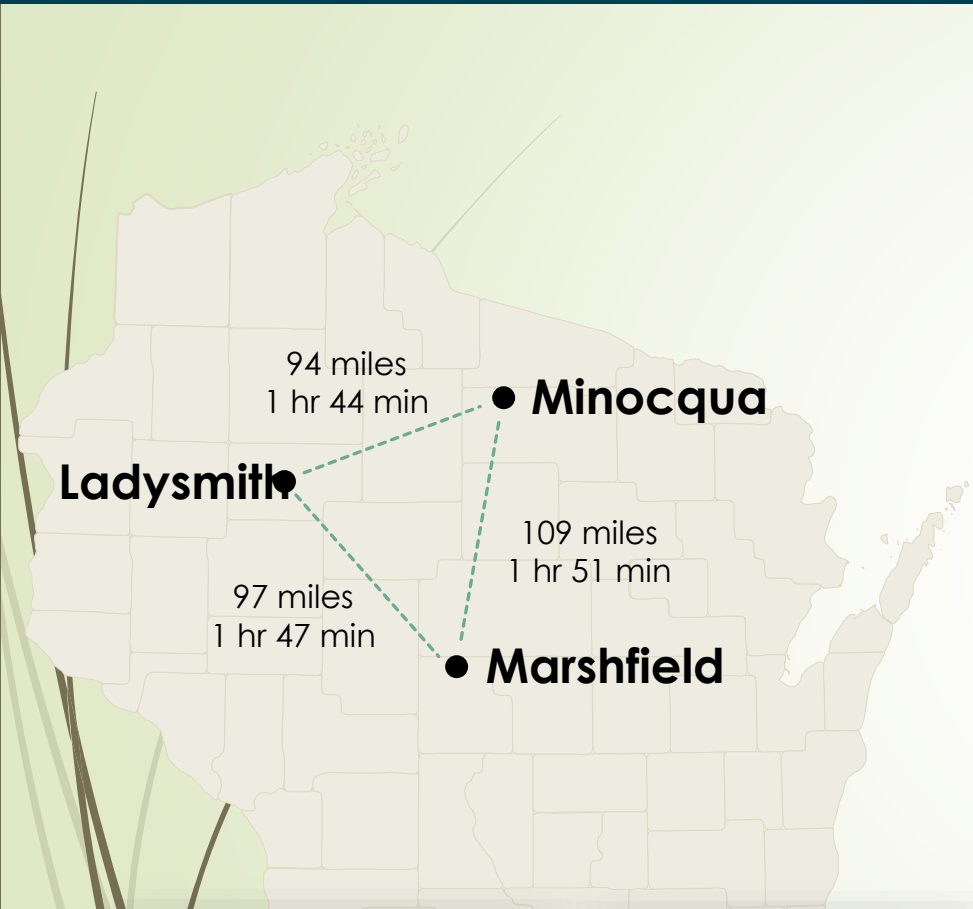 94 miles
1 hr 44 min
Minocqua
Ladysmith
109 miles
1 hr 51 min
97 miles
1 hr 47 min
Marshfield